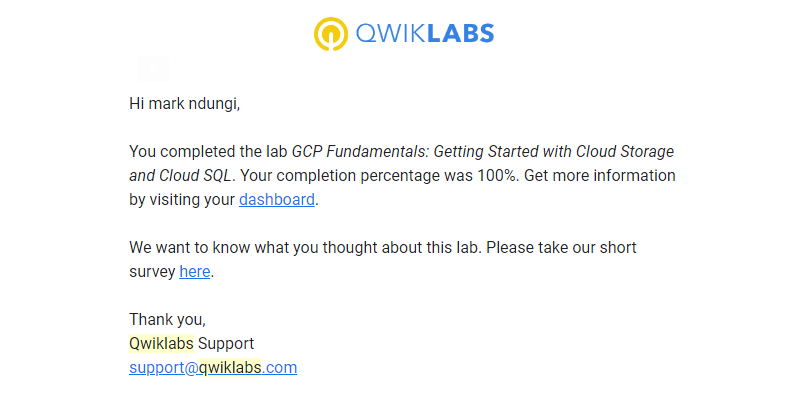 QWIKLABS
Hi mark ndungi,
You completed the lab GCP Fundamentals: Getting Started with Cloud Storage
and Cloud SQL. Your completion percentage was 100%. Get more information
by visiting your dashboard.
We want to know what you thought about this lab. Please take our short
survey here.
Thank you,
Qwiklabs Support
support@qwiklabs.com